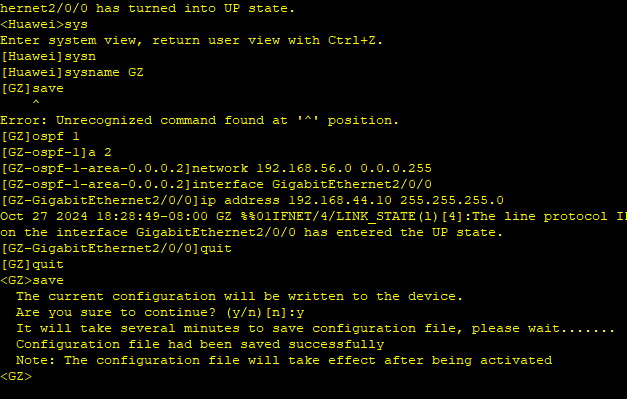 hernet2/0/0 has turned into UP state.
<Huawei>sys
Enter system view, return user view with Ctrl+Z.
[Huawei]sysn
[Huawei]sysname GZ
[GZ]save
^
Error: Unrecognized command found at '^' position.
[GZ]ospf 1
[GZ-ospf-1]a 2
[GZ-ospf-1-area-0.0.0.2]network 192.168.56.0 0.0.0.255
[GZ-ospf-1-area-0.0.0.2]interface GigabitEthernet2/0/0
[GZ-GigabitEthernet2/0/0]ip address 192.168.44.10 255.255.255.0
Oct 27 2024 18:28:49-08:00 GZ %%01IFNET/4/LINK_STATE(l)[4]:The line protocol I
on the interface GigabitEthernet2/0/0 has entered the UP state.
[GZ-GigabitEthernet2/0/0]quit
[GZ]quit
<GZ>save
The current configuration will be written to the device.
Are you sure to continue? (y/n)[n]:y
It will take several minutes to save configuration file, please wait.......
Configuration file had been saved successfully
Note: The configuration file will take effect after being activated
<GZ>